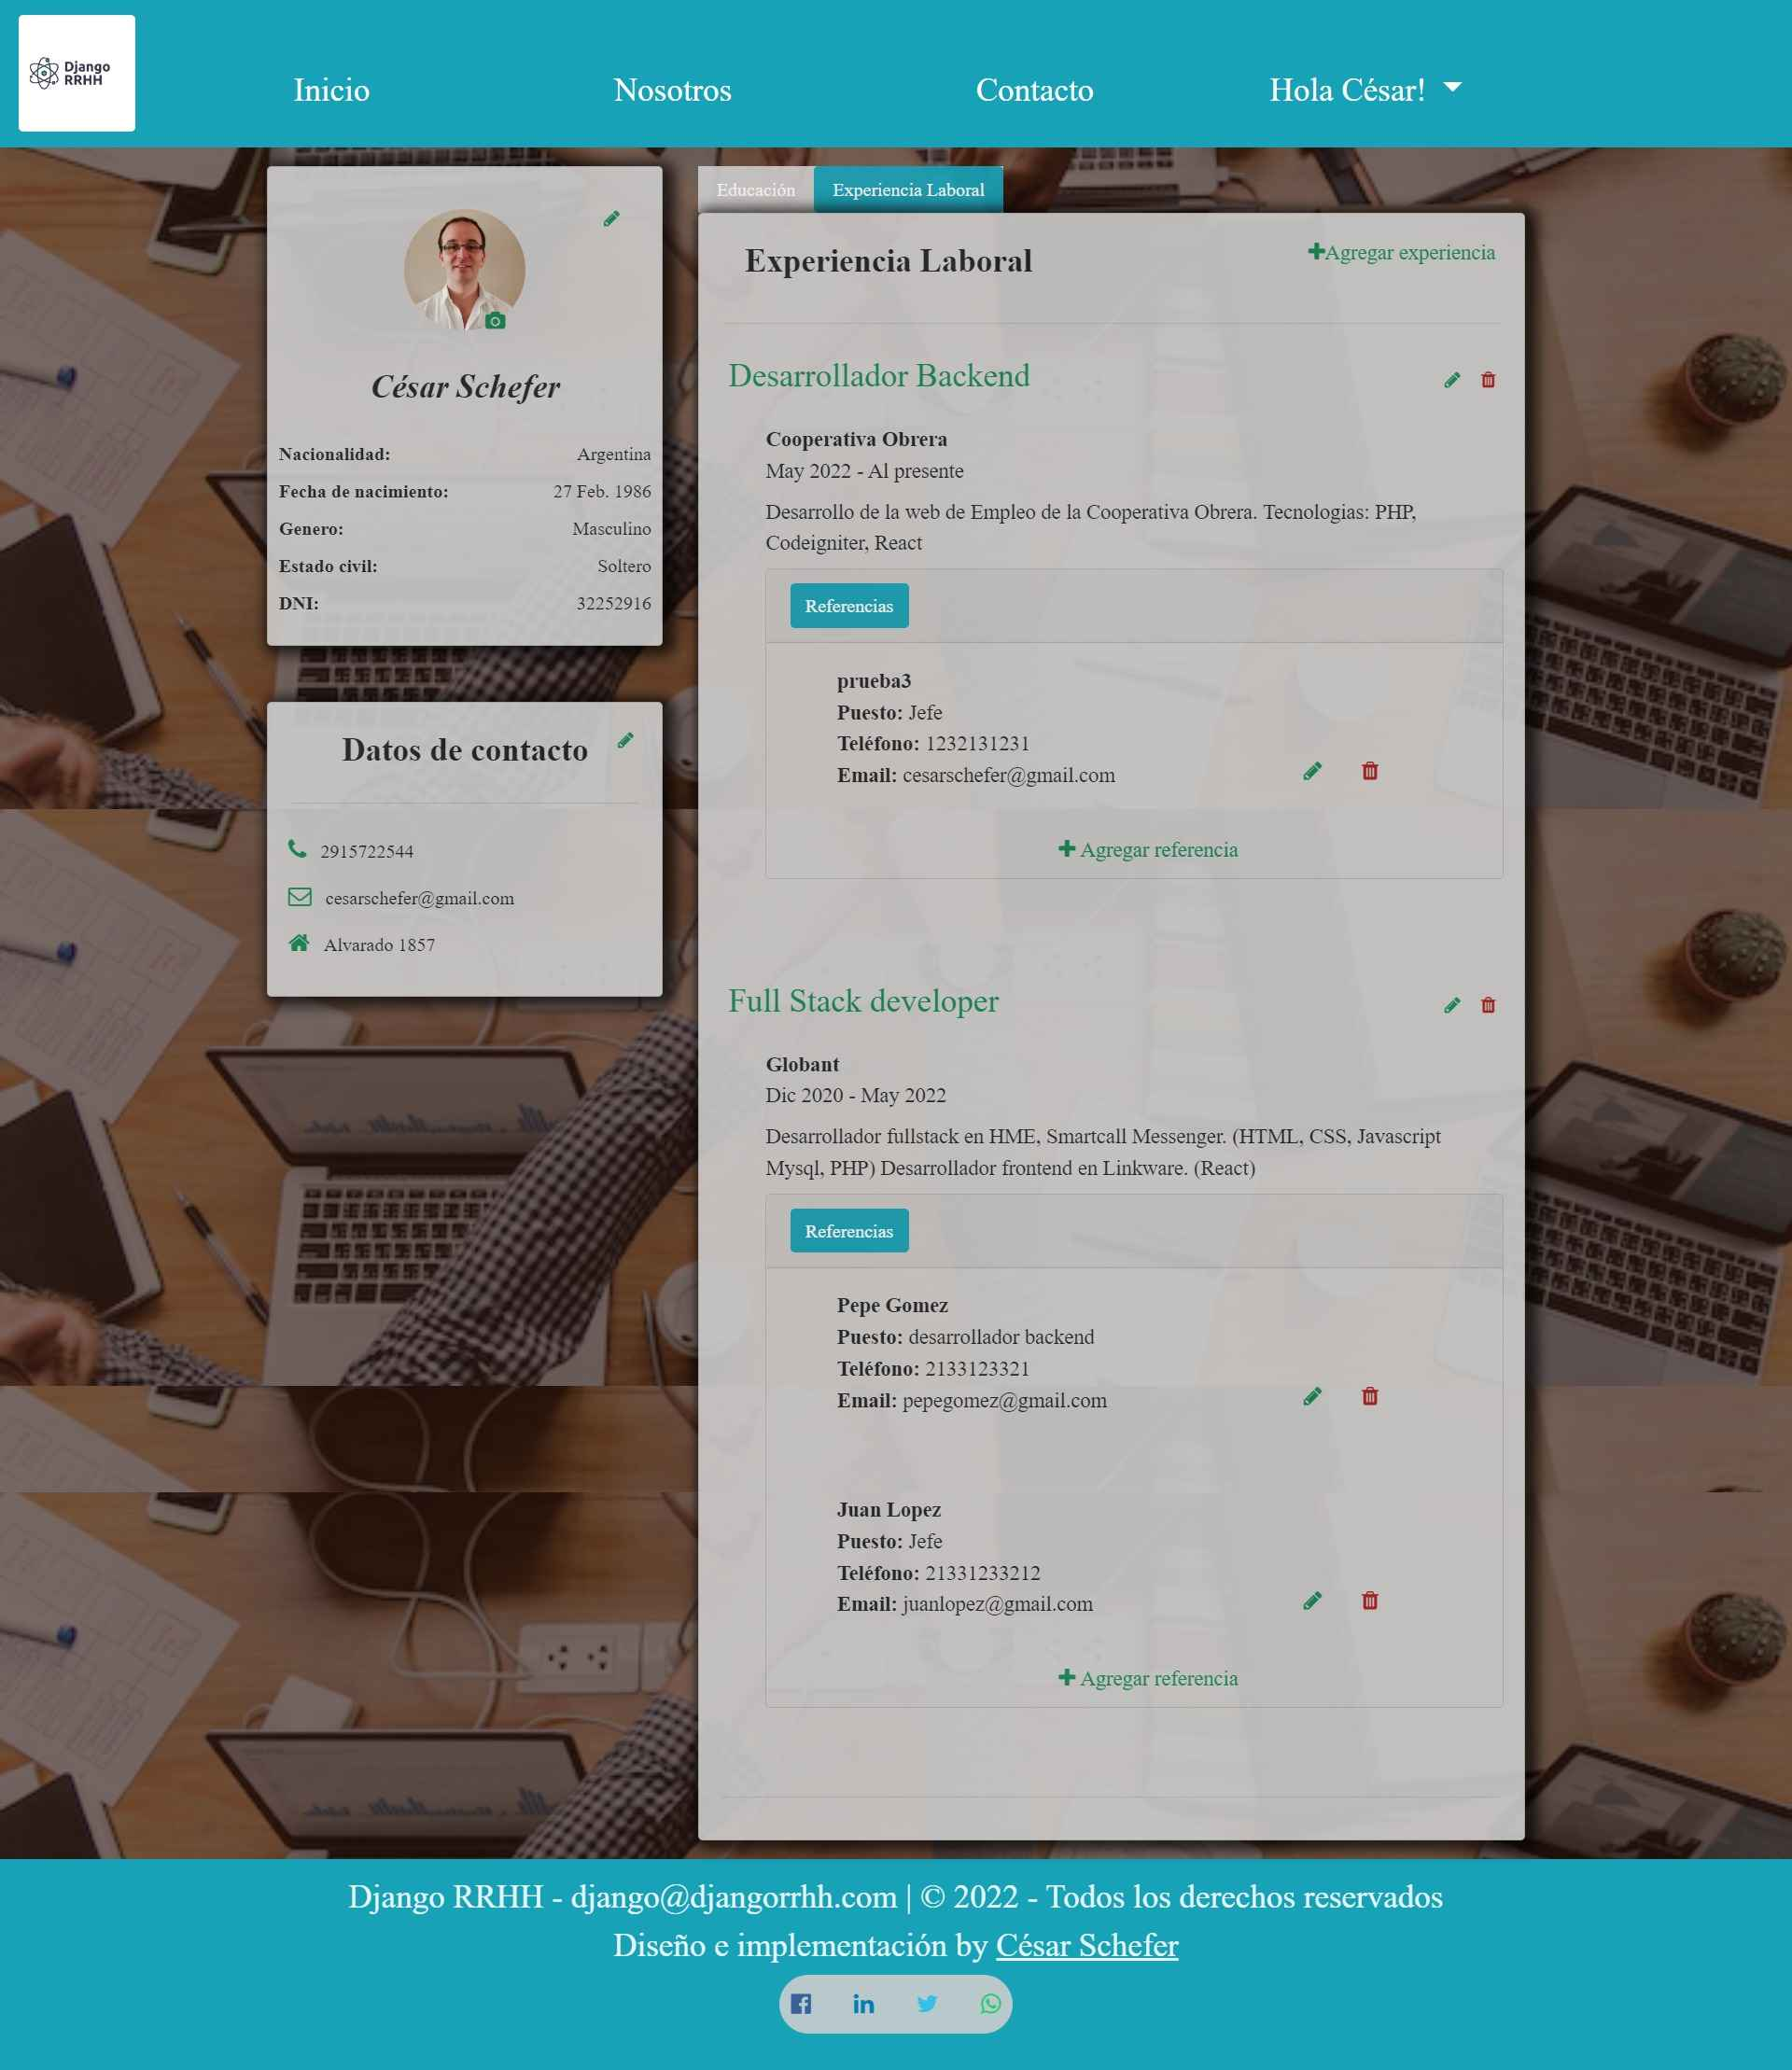 Django
RRHH
Inicio
Nosotros
Contacto
Hola César!
César Schefer
Nacionalidad: Argentina
Fecha de nacimiento: 27 Feb. 1986
Genero: Masculino
Estado civil: Soltero
DNI: 32252916
Datos de contacto
2915722544
cesarschefer@gmail.com
Alvarado 1857
Educación
Experiencia Laboral
Experiencia Laboral
Agregar experiencia
Desarrollador Backend
Cooperativa Obrera
May 2022 - Al presente
Desarrollo de la web de Empleo de la Cooperativa Obrera. Tecnologias: PHP,
Codeigniter, React
Referencias
prueba3
Puesto: Jefe
Teléfono: 1232131231
Email: cesarschefer@gmail.com
Agregar referencia
Full Stack developer
Globant
Dic 2020 - May 2022
Desarrollador fullstack en HME, Smartcall Messenger. (HTML, CSS, Javascript
Mysql, PHP) Desarrollador frontend en Linkware. (React)
Referencias
Pepe Gomez
Puesto: desarrollador backend
Teléfono: 2133123321
Email: pepegomez@gmail.com
Juan Lopez
Puesto: Jefe
Teléfono: 21331233212
Email: juanlopez@gmail.com
Agregar referencia
Django RRHH - django@djangorrhh.com | © 2022 - Todos los derechos reservados
Diseño e implementación by César Schefer